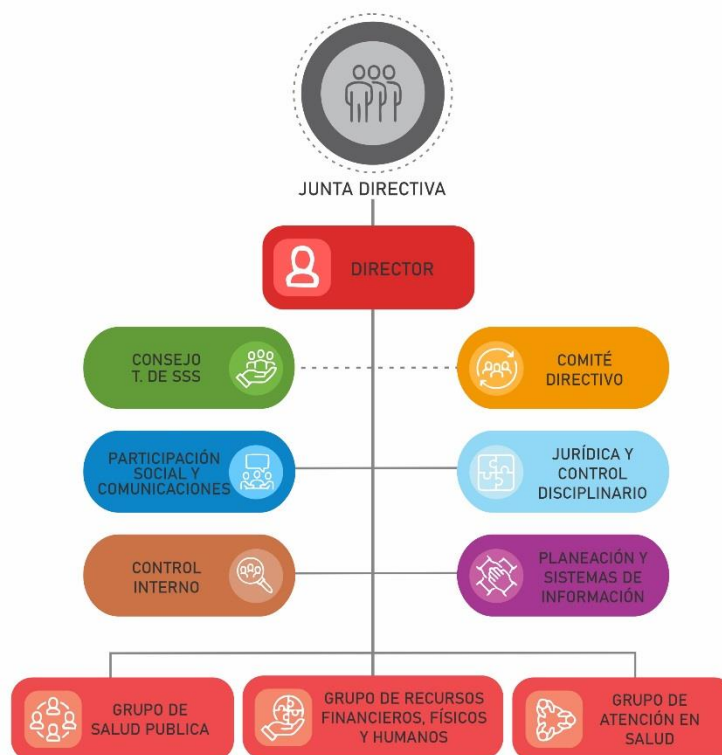 JUNTA DIRECTIVA
DIRECTOR
CONSEJO
T. DE SSS
COMITÉ
DIRECTIVO
PARTICIPACIÓN
SOCIAL Y
COMUNICACIONES
JURÍDICA Y
CONTROL
DISCIPLINARIO
CONTROL
INTERNO
PLANEACIÓN Y
SISTEMAS DE
INFORMACIÓN
GRUPO DE
SALUD PUBLICA
GRUPO DE RECURSOS
FINANCIEROS, FÍSICOS
Y HUMANOS
GRUPO DE
ATENCIÓN EN
SALUD